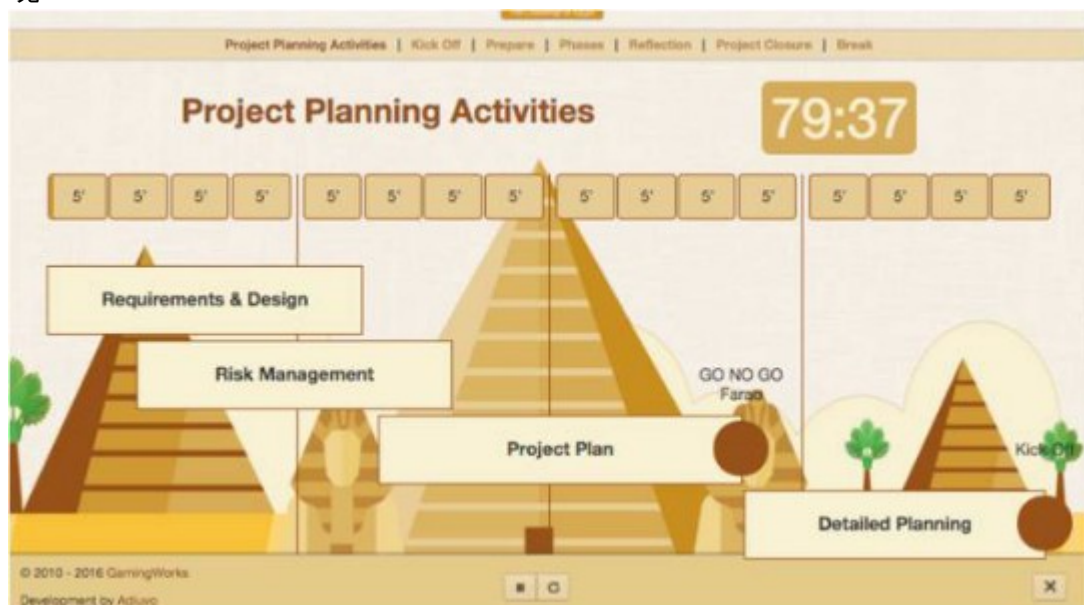 Project Planning Activities | Kick Off | Prepare | Phases | Reflection | Project Closure | Break
Project Planning Activities
79:37
5' 5' 5' 5' 5' 5' 5' 5' 5' 5' 5' 5' 5' 5' 5' 5'
Requirements & Design
Risk Management
GO NO GO
Farao
Project Plan
Kick Off
Detailed Planning
© 2010 - 2016 GamingWorks
Development by Adiuvo